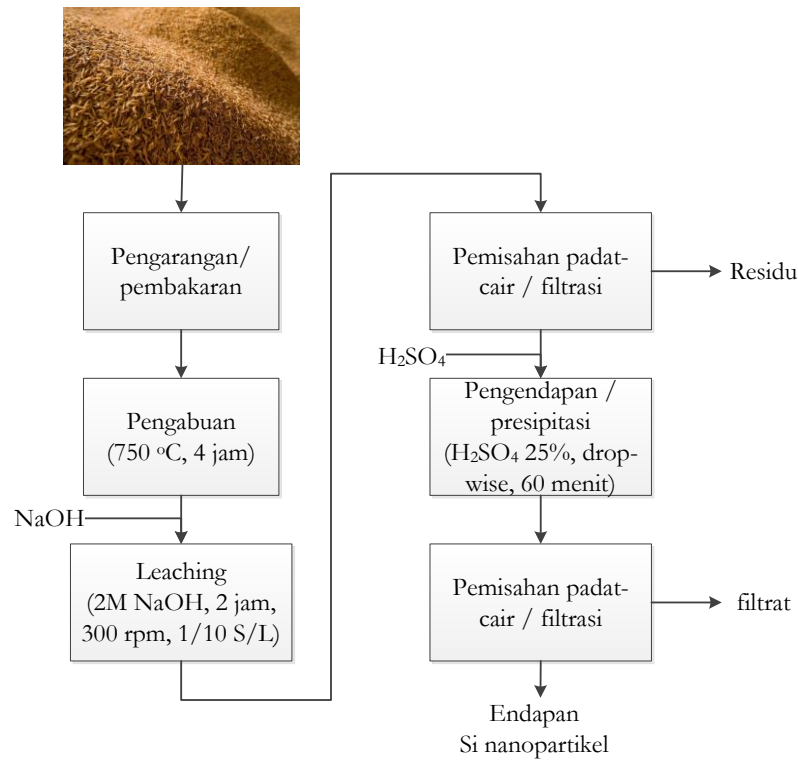 Pengarangan/
pembakaran
Pengabuan
(750 °C, 4 jam)
NaOH
Leaching
(2M NaOH, 2 jam,
300 rpm, 1/10 S/L)
Pemisahan padat-
cair / filtrasi
Residu
H₂SO₄
Pengendapan /
presipitasi
(H₂SO₄ 25%, drop-
wise, 60 menit)
Pemisahan padat-
cair / filtrasi
filtrat
Endapan
Si nanopartikel